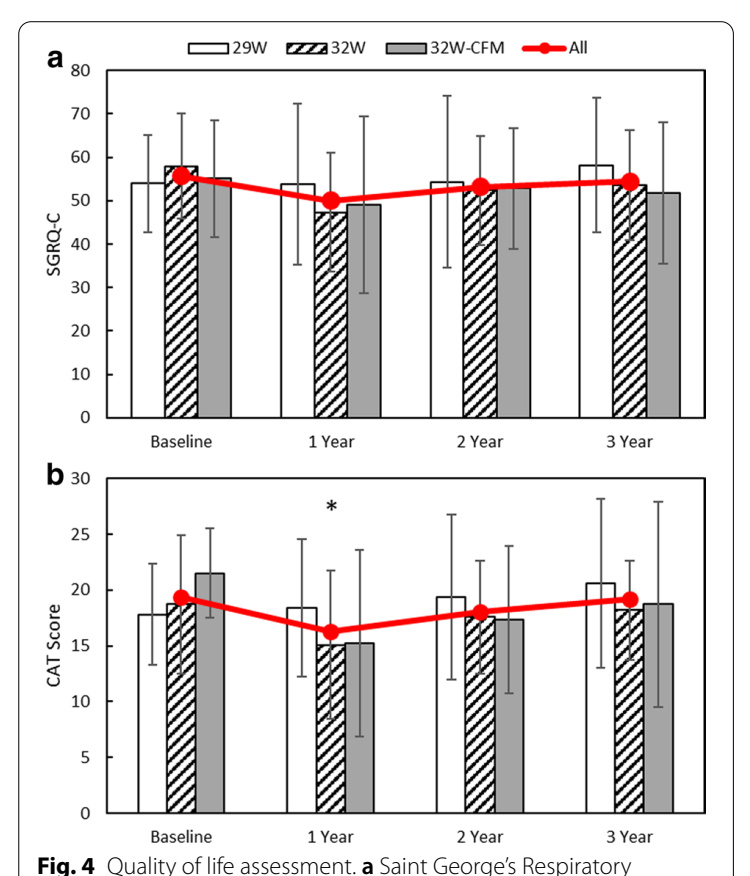 a
29W 32W 32W-CFM All
80
70
60
50
40
30
20
10
0
SGRQ-C
Baseline 1 Year 2 Year 3 Year
b
30
25
20
15
10
5
0
CAT Score
*
Baseline 1 Year 2 Year 3 Year
Fig. 4 Quality of life assessment. a Saint George's Respiratory